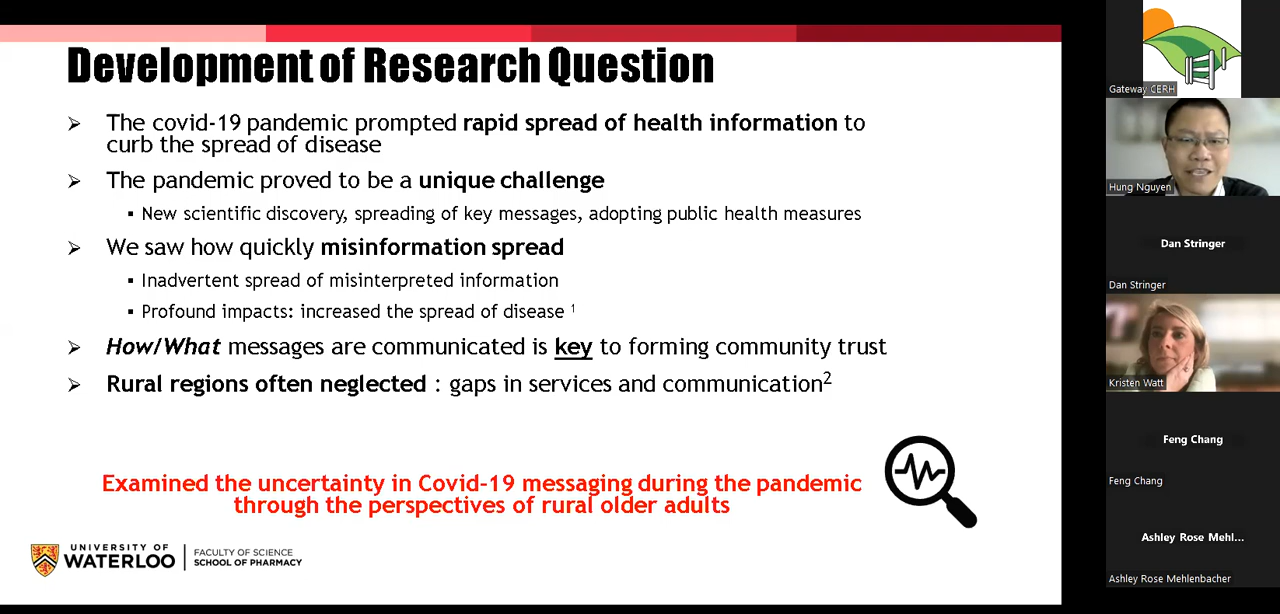 Development of Research Question
➢ The covid-19 pandemic prompted rapid spread of health information to
curb the spread of disease
➢ The pandemic proved to be a unique challenge
▪ New scientific discovery, spreading of key messages, adopting public health measures
➢ We saw how quickly misinformation spread
▪ Inadvertent spread of misinterpreted information
▪ Profound impacts: increased the spread of disease 1
➢ How/What messages are communicated is key to forming community trust
➢ Rural regions often neglected : gaps in services and communication2
Examined the uncertainty in Covid-19 messaging during the pandemic
through the perspectives of rural older adults
UNIVERSITY OF
WATERLOO
FACULTY OF SCIENCE
SCHOOL OF PHARMACY
Gateway CERH
Hung Nguyen
Dan Stringer
Dan Stringer
Kristen Watt
Feng Chang
Feng Chang
Ashley Rose Mehl...
Ashley Rose Mehlenbacher